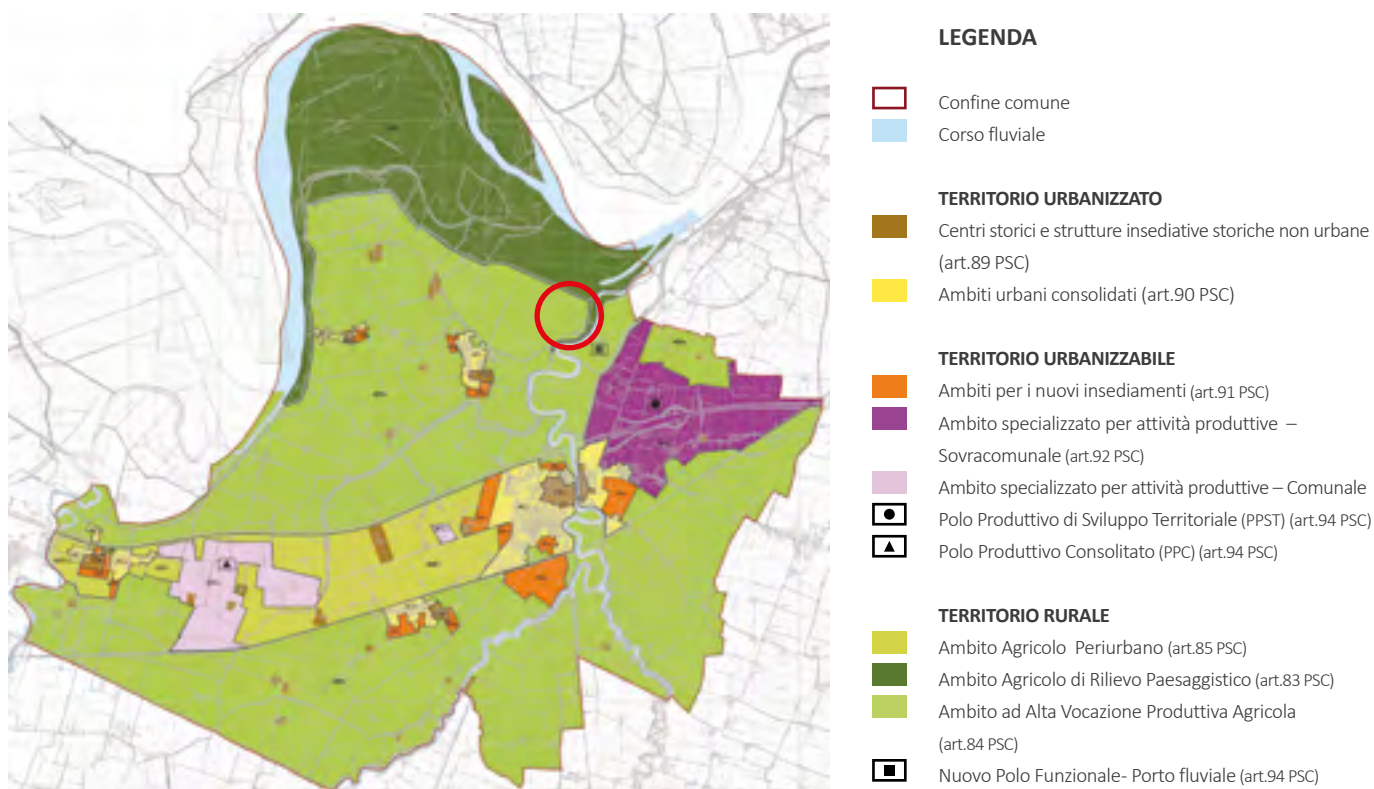 LEGENDA
Confine comune
Corso fluviale
TERRITORIO URBANIZZATO
Centri storici e strutture insediative storiche non urbane
(art.89 PSC)
Ambiti urbani consolidati (art.90 PSC)
TERRITORIO URBANIZZABILE
Ambiti per i nuovi insediamenti (art.91 PSC)
Ambito specializzato per attività produttive –
Sovracomunale (art.92 PSC)
Ambito specializzato per attività produttive – Comunale
Polo Produttivo di Sviluppo Territoriale (PPST) (art.94 PSC)
Polo Produttivo Consolitato (PPC) (art.94 PSC)
TERRITORIO RURALE
Ambito Agricolo Periurbano (art.85 PSC)
Ambito Agricolo di Rilievo Paesaggistico (art.83 PSC)
Ambito ad Alta Vocazione Produttiva Agricola
(art.84 PSC)
Nuovo Polo Funzionale- Porto fluviale (art.94 PSC)